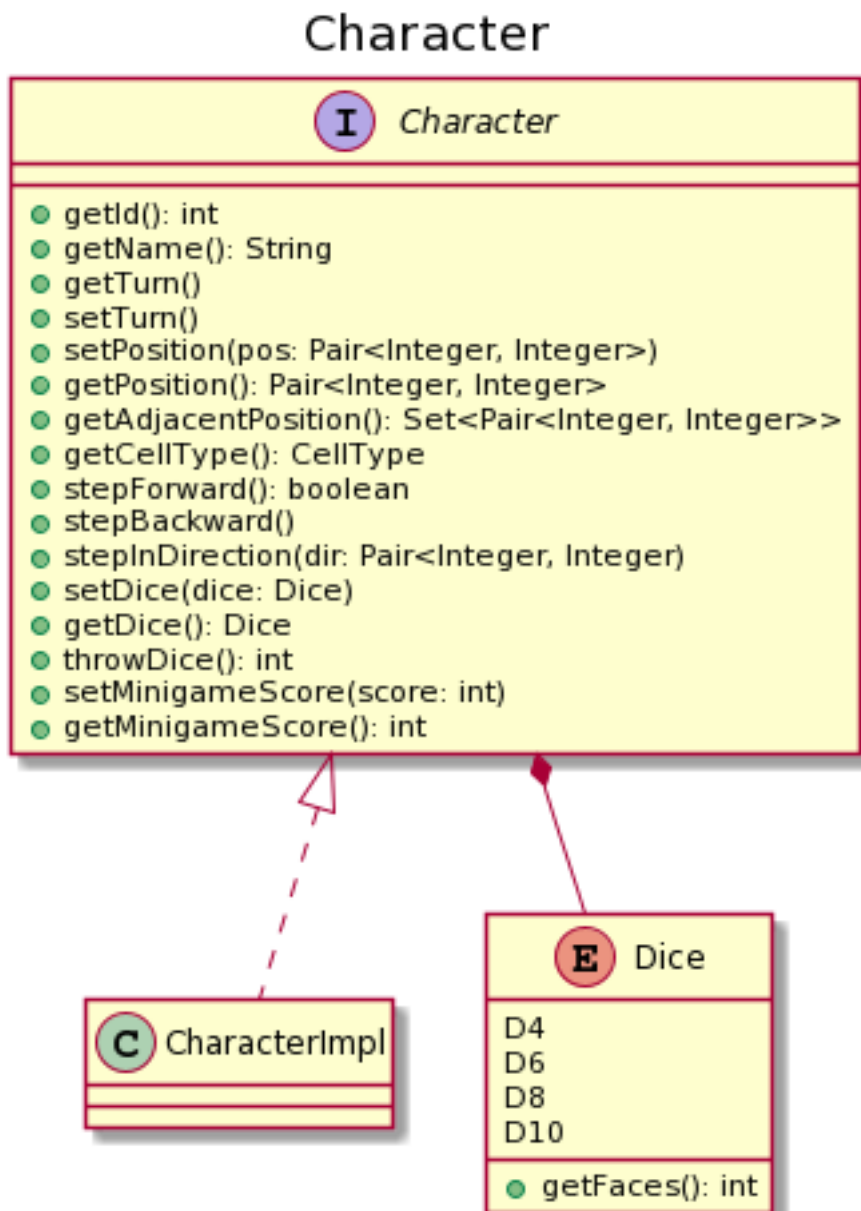 Character
I Character
getId(): int
getName(): String
getTurn()
setTurn()
setPosition(pos: Pair<Integer, Integer>)
getPosition(): Pair<Integer, Integer>
getAdjacentPosition(): Set<Pair<Integer, Integer>>
getCellType(): CellType
stepForward(): boolean
stepBackward()
stepInDirection(dir: Pair<Integer, Integer)
setDice(dice: Dice)
getDice(): Dice
throwDice(): int
setMinigameScore(score: int)
getMinigameScore(): int
C CharacterImpl
E Dice
D4
D6
D8
D10
getFaces(): int